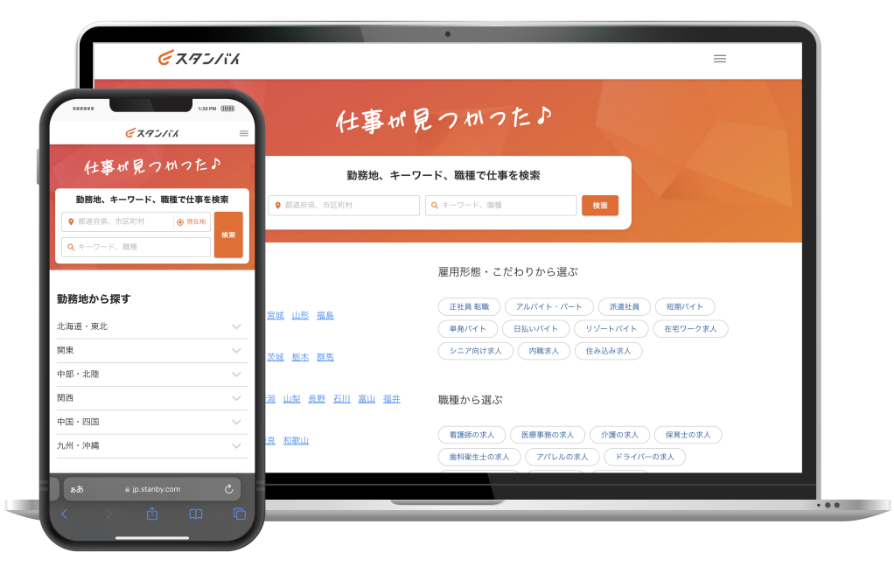 スタンバイ
仕事が見つかった♪
勤務地、キーワード、職種で仕事を検索
都道府県、市区町村
キーワード、職種
検索
宮城 山形 福島
茨城 栃木 群馬
山梨 長野 石川 富山 福井
和歌山
雇用形態・こだわりから選ぶ
正社員 転職 アルバイト・パート 派遣社員 短期バイト
単発バイト 日払いバイト リゾートバイト 在宅ワーク求人
シニア向け求人 内職求人 住み込み求人
職種から選ぶ
看護師の求人 医療事務の求人 介護の求人 保育士の求人
歯科衛生士の求人 アパレルの求人 ドライバーの求人
1:20 PM
スタンバイ
仕事が見つかった♪
勤務地、キーワード、職種で仕事を検索
都道府県、市区町村 現在地
キーワード、職種
検索
勤務地から探す
北海道・東北
関東
中部・北陸
関西
中国・四国
九州・沖縄
ぁあ jp.stanby.com